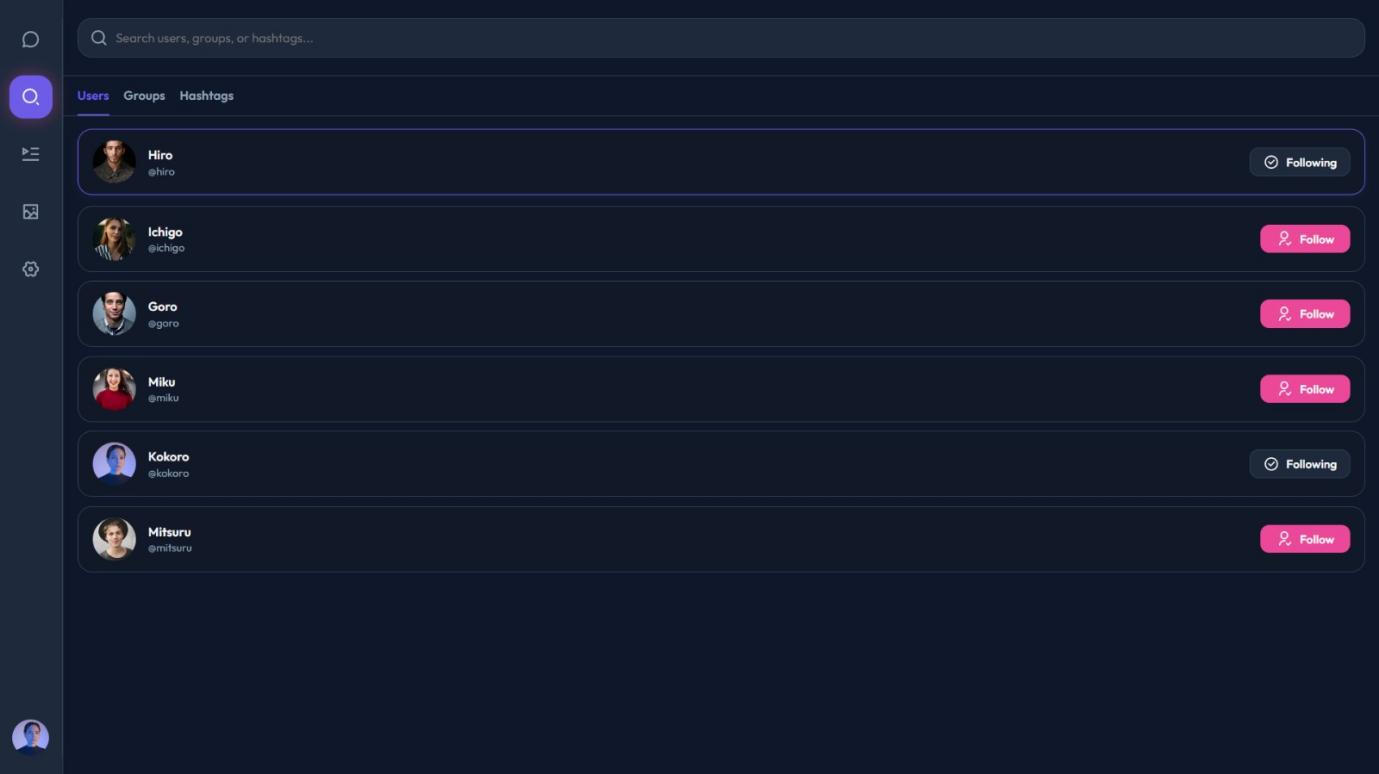 Search users, groups, or hashtags...
Users Groups Hashtags
Hiro
@hiro
Following
Ichigo
@ichigo
Follow
Goro
@goro
Follow
Miku
@miku
Follow
Kokoro
@kokoro
Following
Mitsuru
@mitsuru
Follow